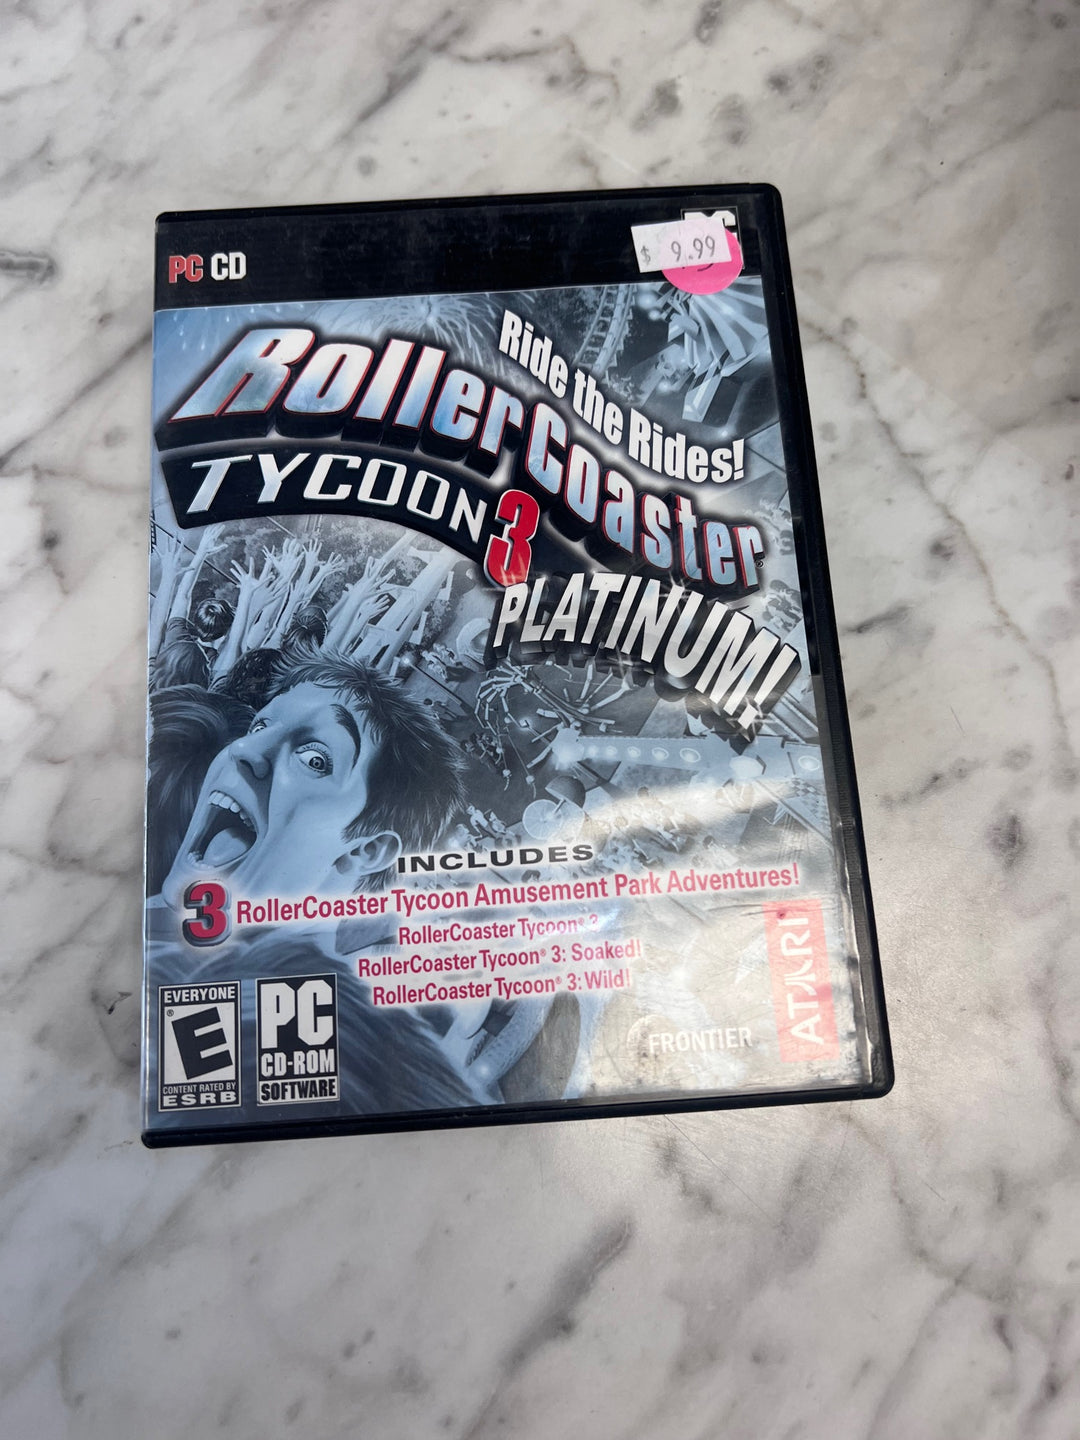 PC CD
PC
$ 9.99
Ride the Rides!
RollerCoaster®
TYCOON 3
PLATINUM!
INCLUDES
3 RollerCoaster Tycoon Amusement Park Adventures!
RollerCoaster Tycoon® 3
RollerCoaster Tycoon® 3: Soaked!
RollerCoaster Tycoon® 3: Wild!
EVERYONE
E®
CONTENT RATED BY
ESRB
PC
CD-ROM
SOFTWARE
FRONTIER
ATARI